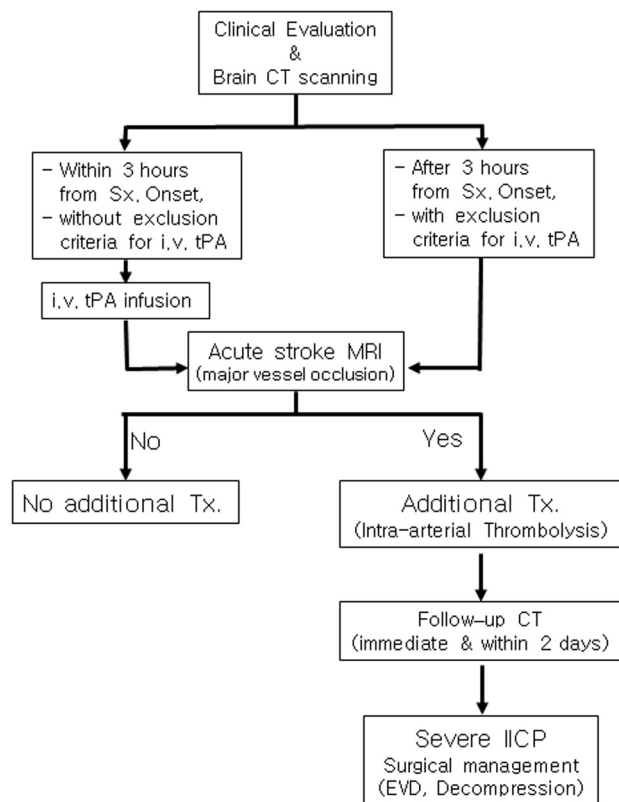 Clinical Evaluation
&
Brain CT scanning
- Within 3 hours
from Sx. Onset,
- without exclusion
criteria for i.v. tPA
- After 3 hours
from Sx. Onset,
- with exclusion
criteria for i.v. tPA
i.v. tPA infusion
Acute stroke MRI
(major vessel occlusion)
No
Yes
No additional Tx.
Additional Tx.
(Intra-arterial Thrombolysis)
Follow-up CT
(immediate & within 2 days)
Severe IICP
Surgical management
(EVD, Decompression)